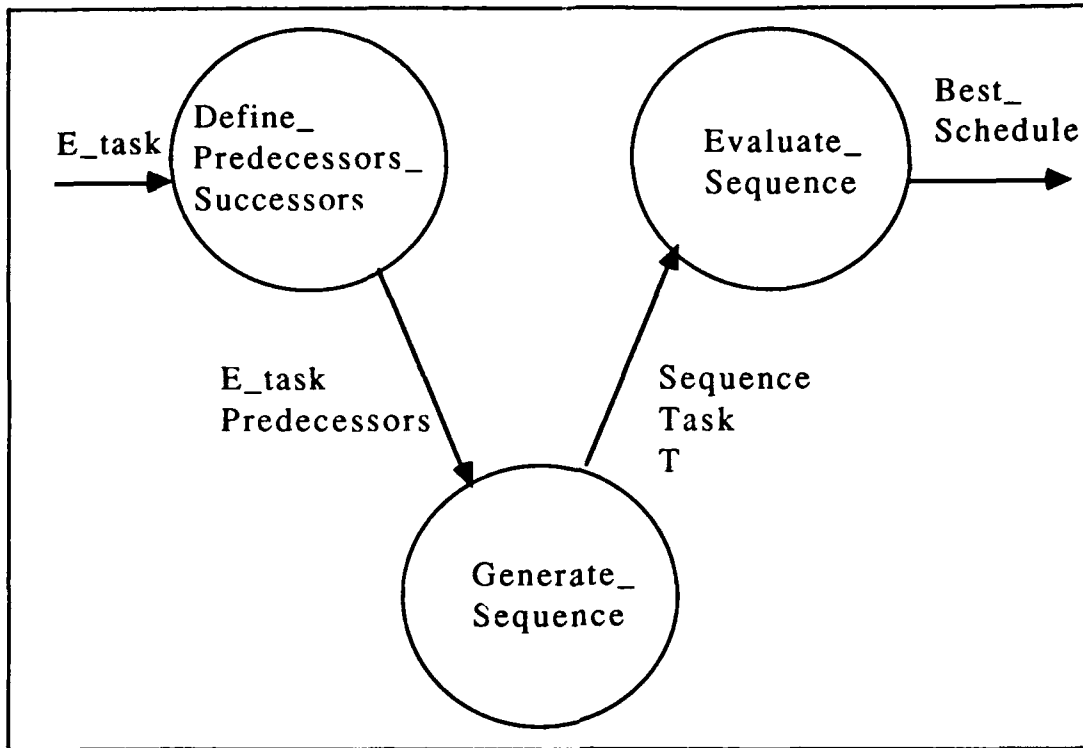 E_task
Define_
Predecessors_
Successors
E_task
Predecessors
Generate_
Sequence
Sequence
Task
T
Evaluate_
Sequence
Best_
Schedule